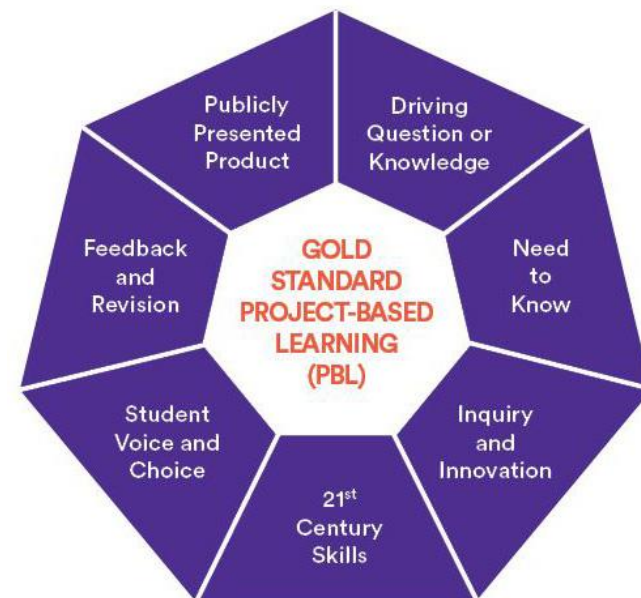 Publicly
Presented
Product
Driving
Question or
Knowledge
Feedback
and
Revision
GOLD
STANDARD
PROJECT-BASED
LEARNING
(PBL)
Need
to
Know
Student
Voice and
Choice
Inquiry
and
Innovation
21st
Century
Skills